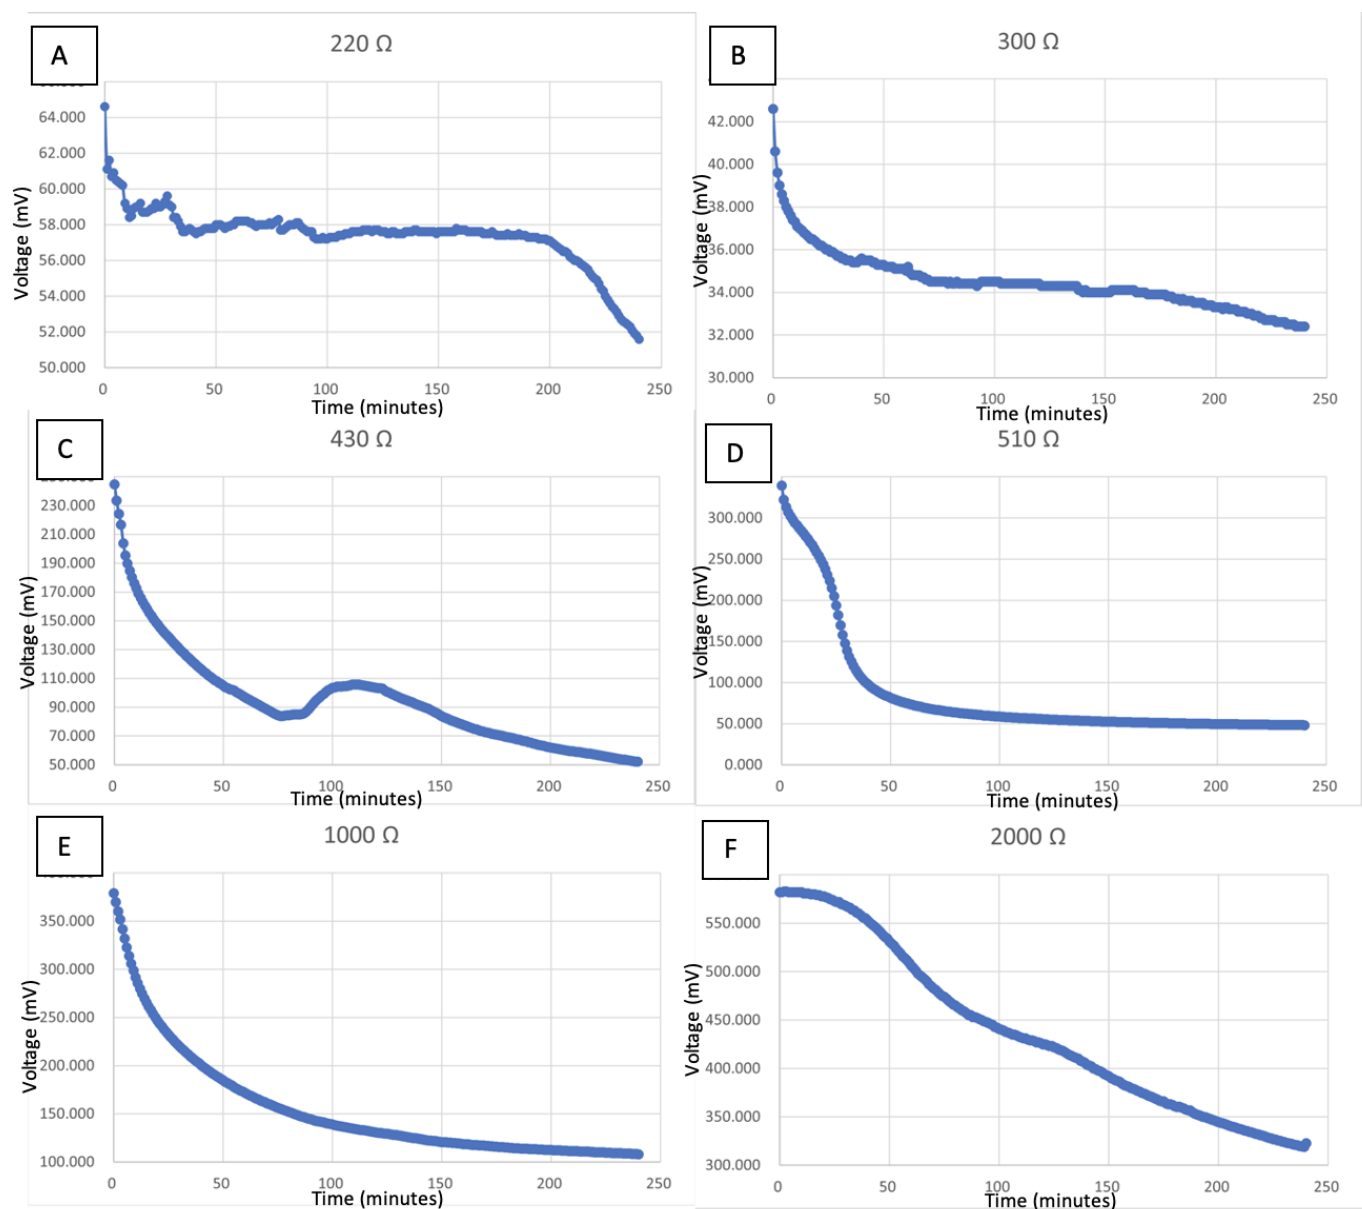 A
220 Ω
64.000
62.000
60.000
58.000
56.000
54.000
52.000
50.000
Voltage (mV)
0 50 100 150 200 250
Time (minutes)
B
300 Ω
42.000
40.000
38.000
36.000
34.000
32.000
30.000
Voltage (mV)
0 50 100 150 200 250
Time (minutes)
C
430 Ω
230.000
210.000
190.000
170.000
150.000
130.000
110.000
90.000
70.000
50.000
Voltage (mV)
0 50 100 150 200 250
Time (minutes)
D
510 Ω
300.000
250.000
200.000
150.000
100.000
50.000
0.000
Voltage (mV)
0 50 100 150 200 250
Time (minutes)
E
1000 Ω
350.000
300.000
250.000
200.000
150.000
100.000
Voltage (mV)
0 50 100 150 200 250
Time (minutes)
F
2000 Ω
550.000
500.000
450.000
400.000
350.000
300.000
Voltage (mV)
0 50 100 150 200 250
Time (minutes)